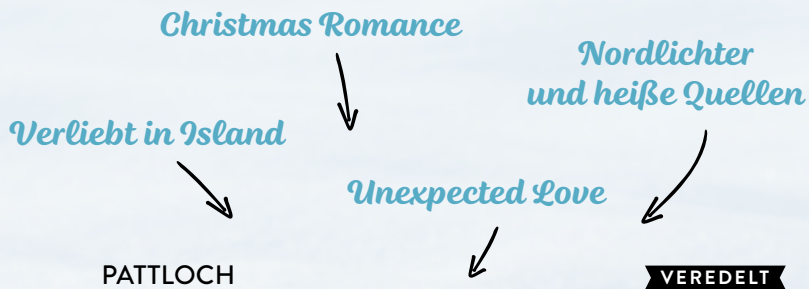 Christmas Romance
Nordlichter
und heiße Quellen
Verliebt in Island
Unexpected Love
PATTLOCH
VEREDELT